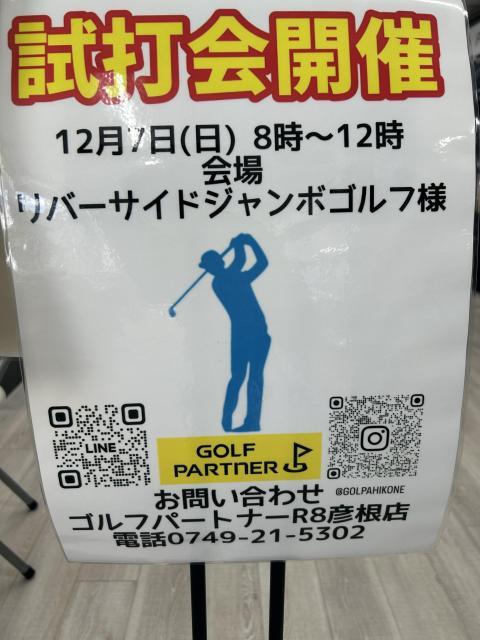 試打会開催
12月7日(日) 8時～12時
会場
リバーサイドジャンボゴルフ様
LINE
GOLF
PARTNER
@GOLPAHIKONE
お問い合わせ
ゴルフパートナーR8彦根店
電話0749-21-5302